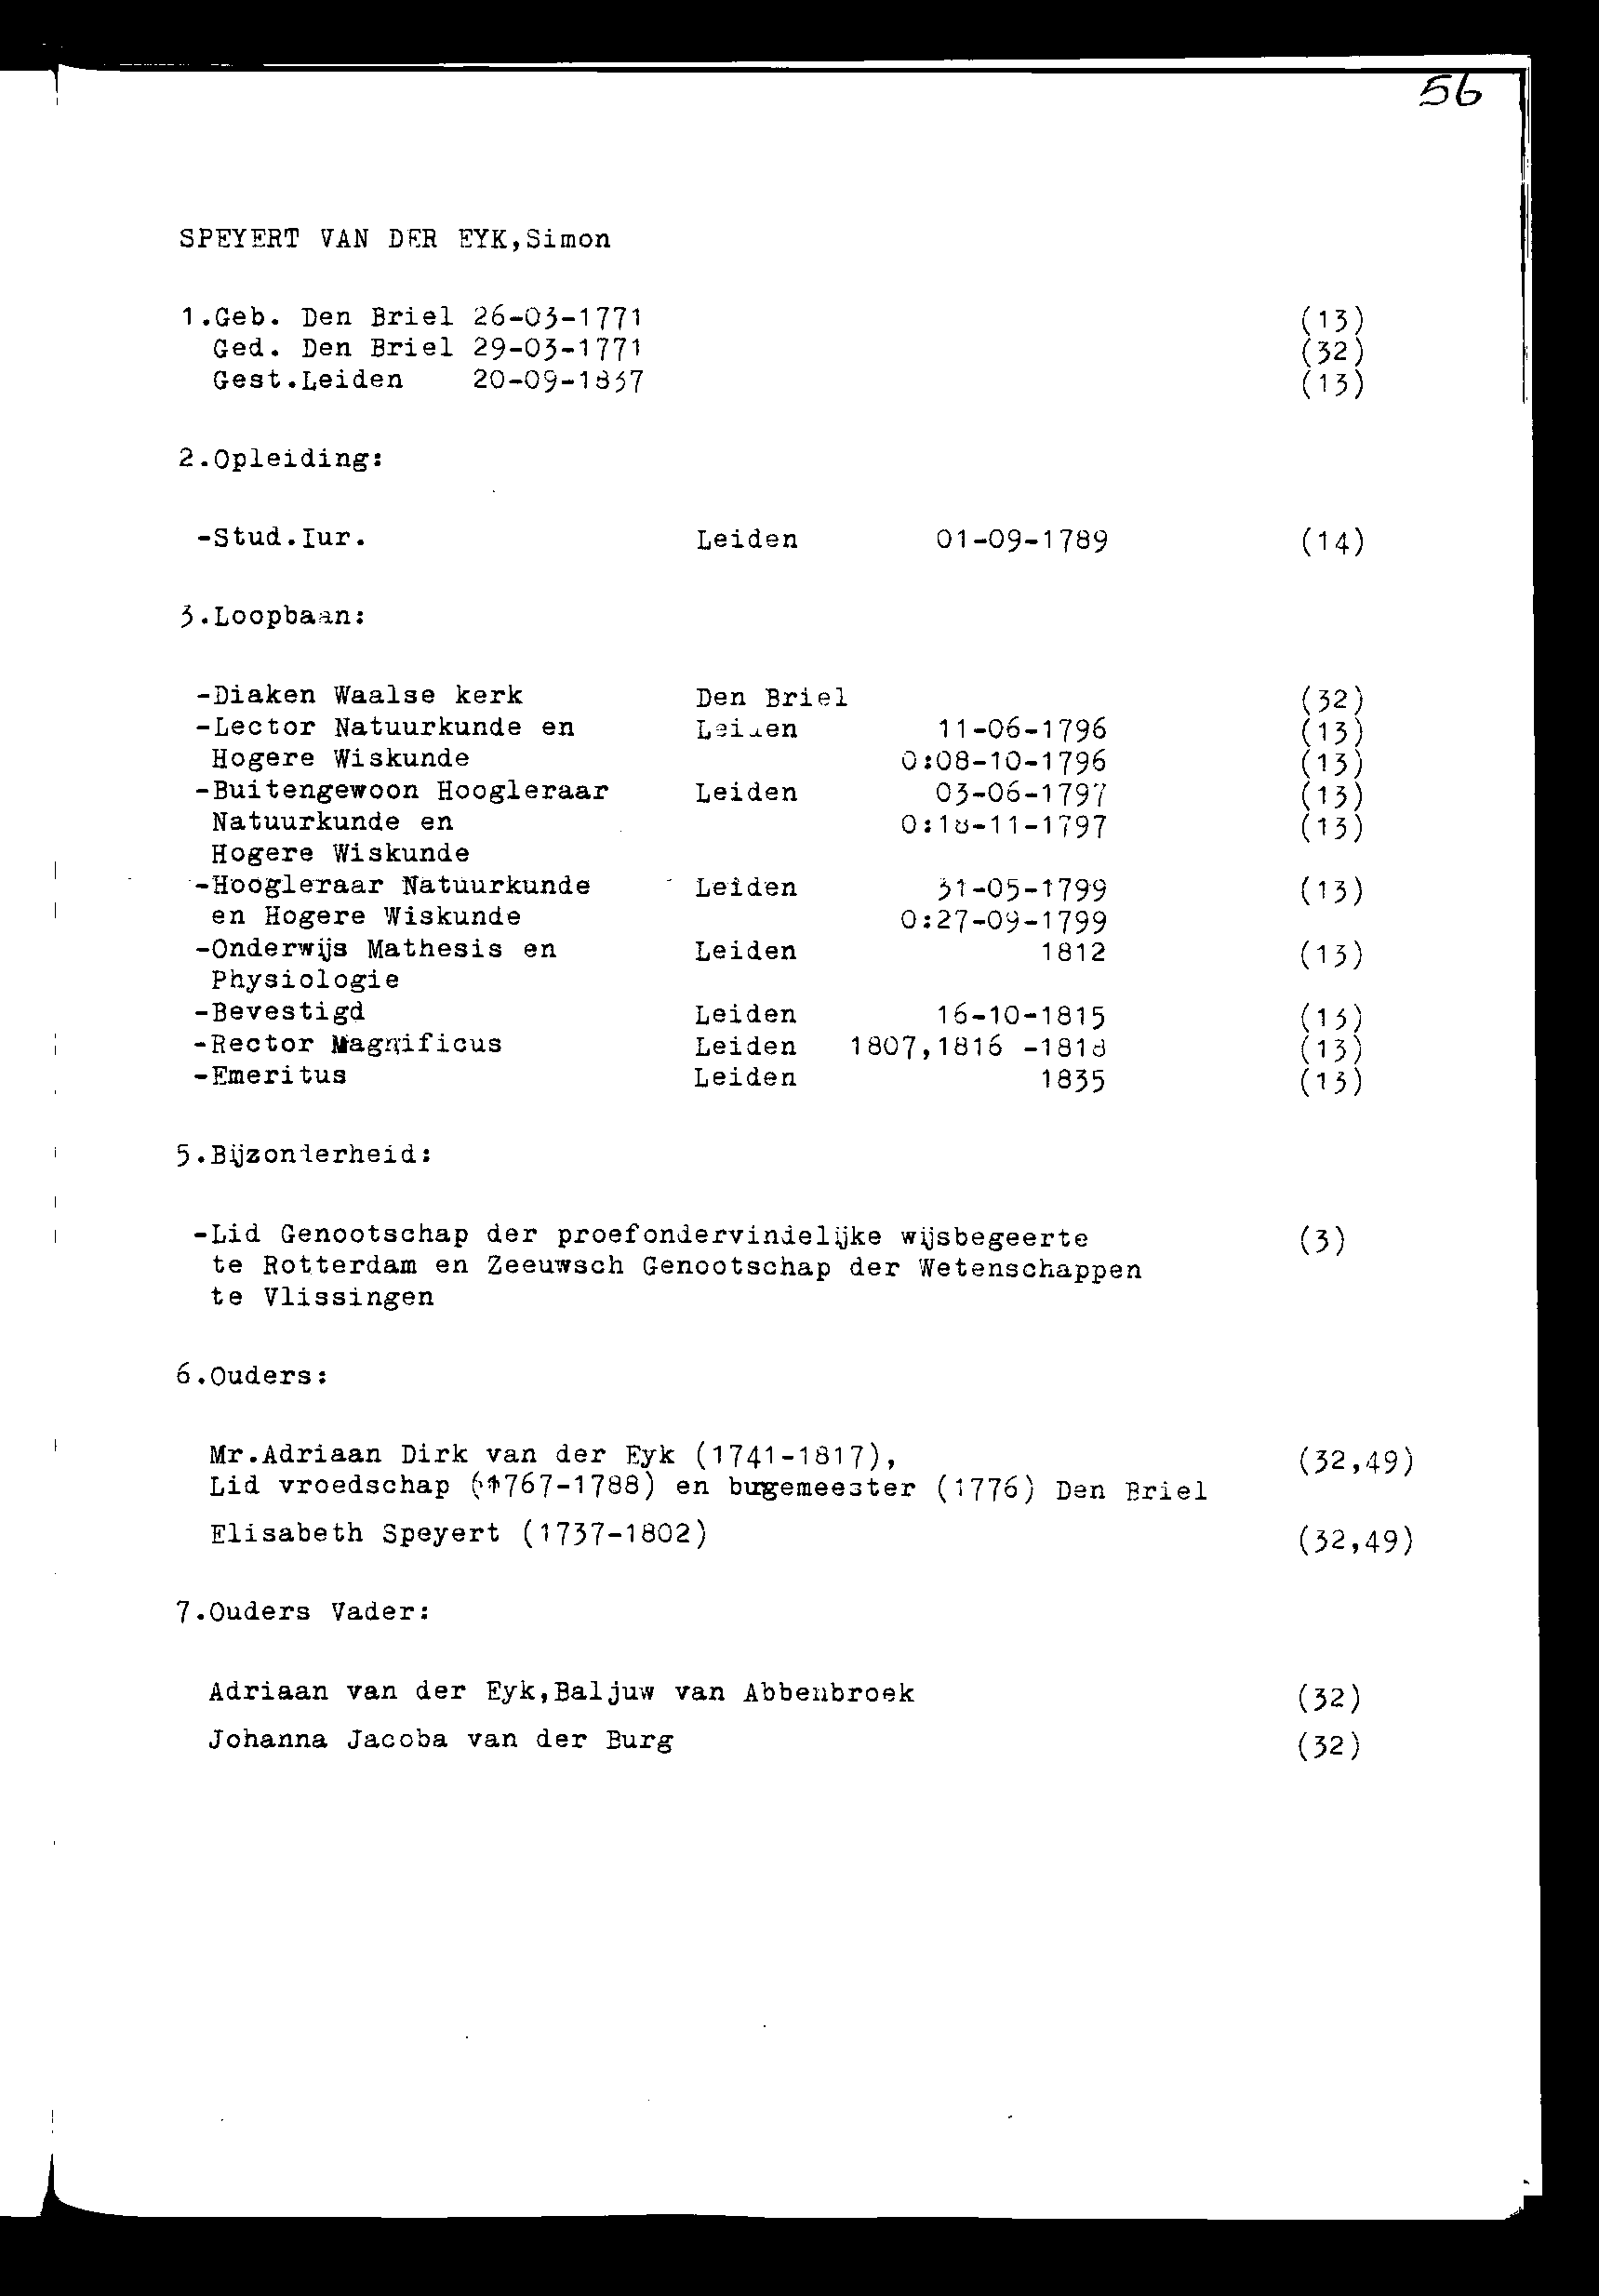 56
SPEYERT VAN DER EYK,Simon
1.Geb. Den Briel 26-03-1771 (13)
Ged. Den Briel 29-03-1771 (32)
Gest.Leiden 20-09-1837 (13)
2.Opleiding:
-Stud.Iur. Leiden 01-09-1789 (14)
3.Loopbaan:
-Diaken Waalse kerk Den Briel (32)
-Lector Natuurkunde en Leiden 11-06-1796 (13)
Hogere Wiskunde 0:08-10-1796 (13)
-Buitengewoon Hoogleraar Leiden 03-06-1797 (13)
Natuurkunde en 0:18-11-1797 (13)
Hogere Wiskunde
-Hoogleraar Natuurkunde Leiden 31-05-1799 (13)
en Hogere Wiskunde 0:27-09-1799
-Onderwijs Mathesis en Leiden 1812 (13)
Physiologie
-Bevestigd Leiden 16-10-1815 (13)
-Rector Magnificus Leiden 1807,1816 -1818 (13)
-Emeritus Leiden 1835 (13)
5.Bijzonderheid:
-Lid Genootschap der proefondervindelijke wijsbegeerte (3)
te Rotterdam en Zeeuwsch Genootschap der Wetenschappen
te Vlissingen
6.Ouders:
Mr.Adriaan Dirk van der Eyk (1741-1817), (32,49)
Lid vroedschap (1767-1788) en burgemeester (1776) Den Briel
Elisabeth Speyert (1737-1802) (32,49)
7.Ouders Vader:
Adriaan van der Eyk,Baljuw van Abbenbroek (32)
Johanna Jacoba van der Burg (32)